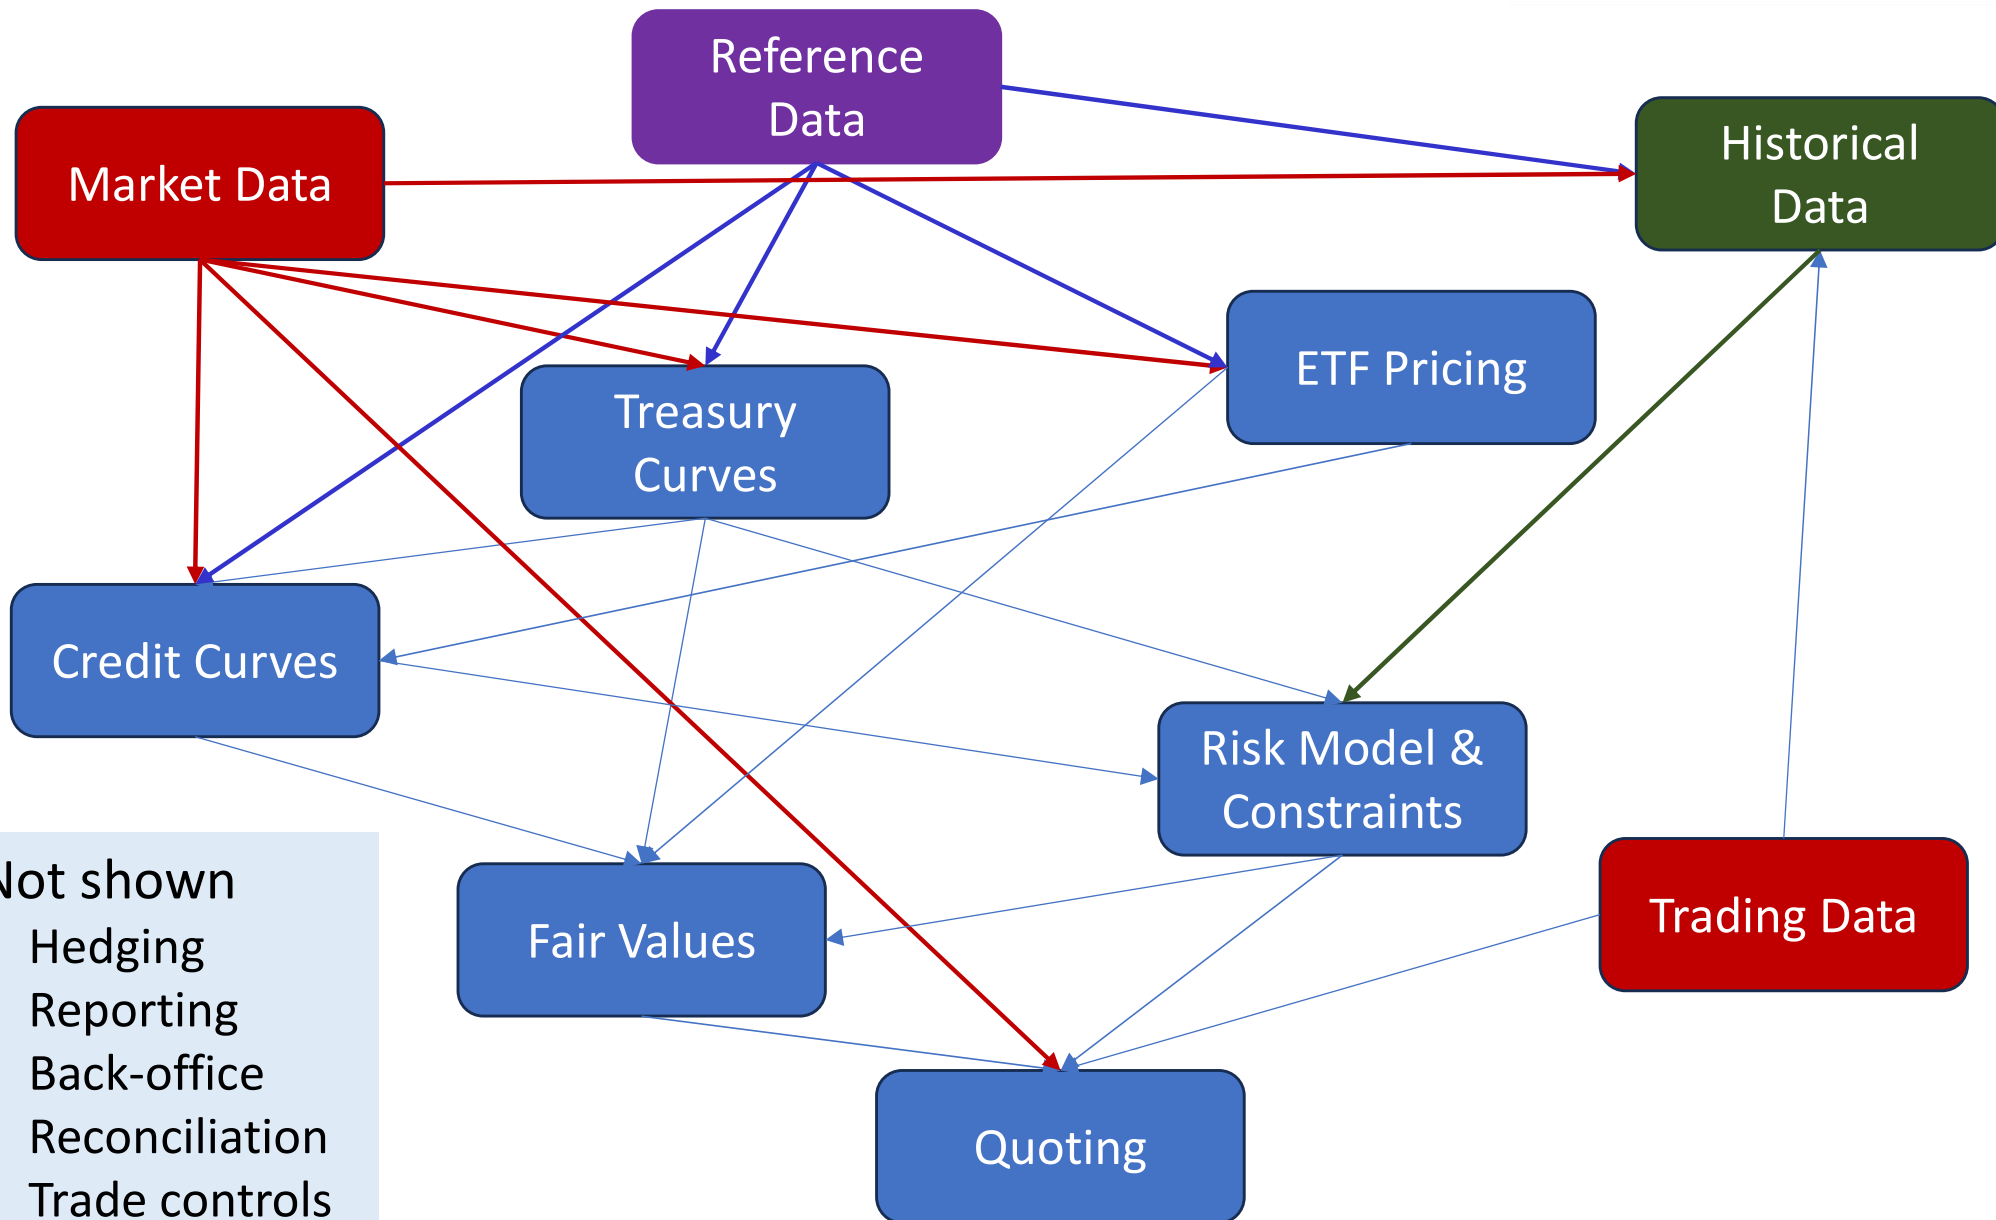 Reference
Data
Market Data
Historical
Data
ETF Pricing
Treasury
Curves
Credit Curves
Risk Model &
Constraints
Trading Data
Fair Values
Quoting
Not shown
Hedging
Reporting
Back-office
Reconciliation
Trade controls